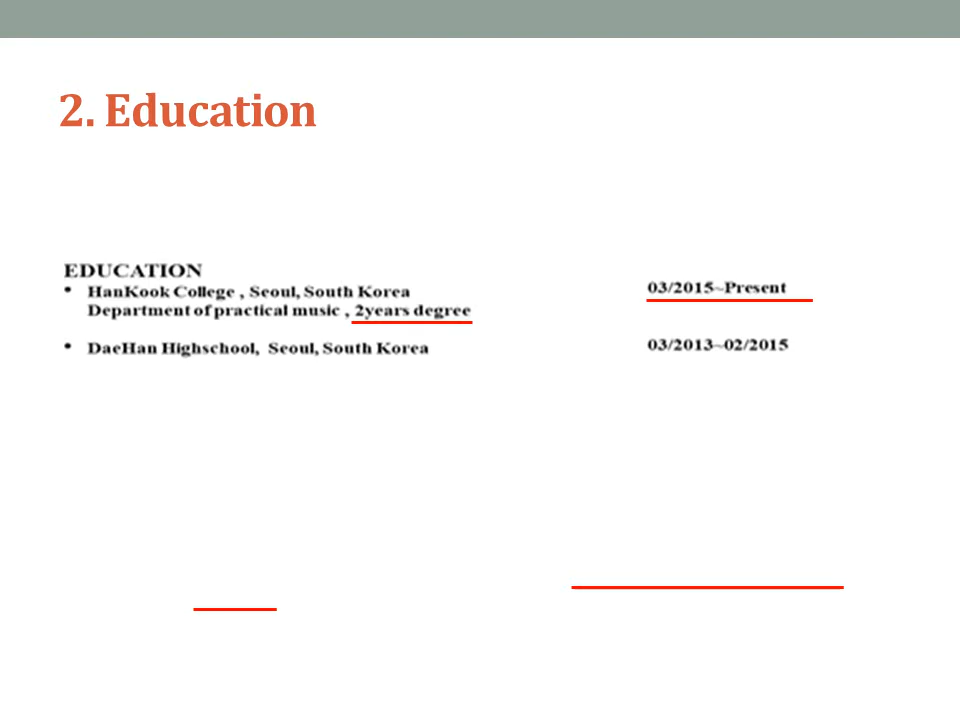 2. Education
EDUCATION
• HanKook College , Seoul, South Korea 03/2015~Present
Department of practical music , 2years degree
• DaeHan Highschool, Seoul, South Korea 03/2013~02/2015